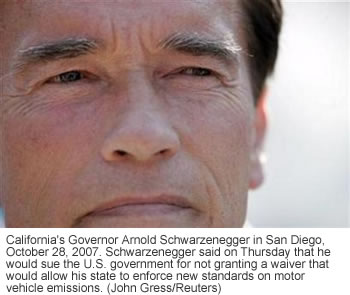 California's Governor Arnold Schwarzenegger in San Diego,
October 28, 2007. Schwarzenegger said on Thursday that he
would sue the U.S. government for not granting a waiver that
would allow his state to enforce new standards on motor
vehicle emissions. (John Gress/Reuters)